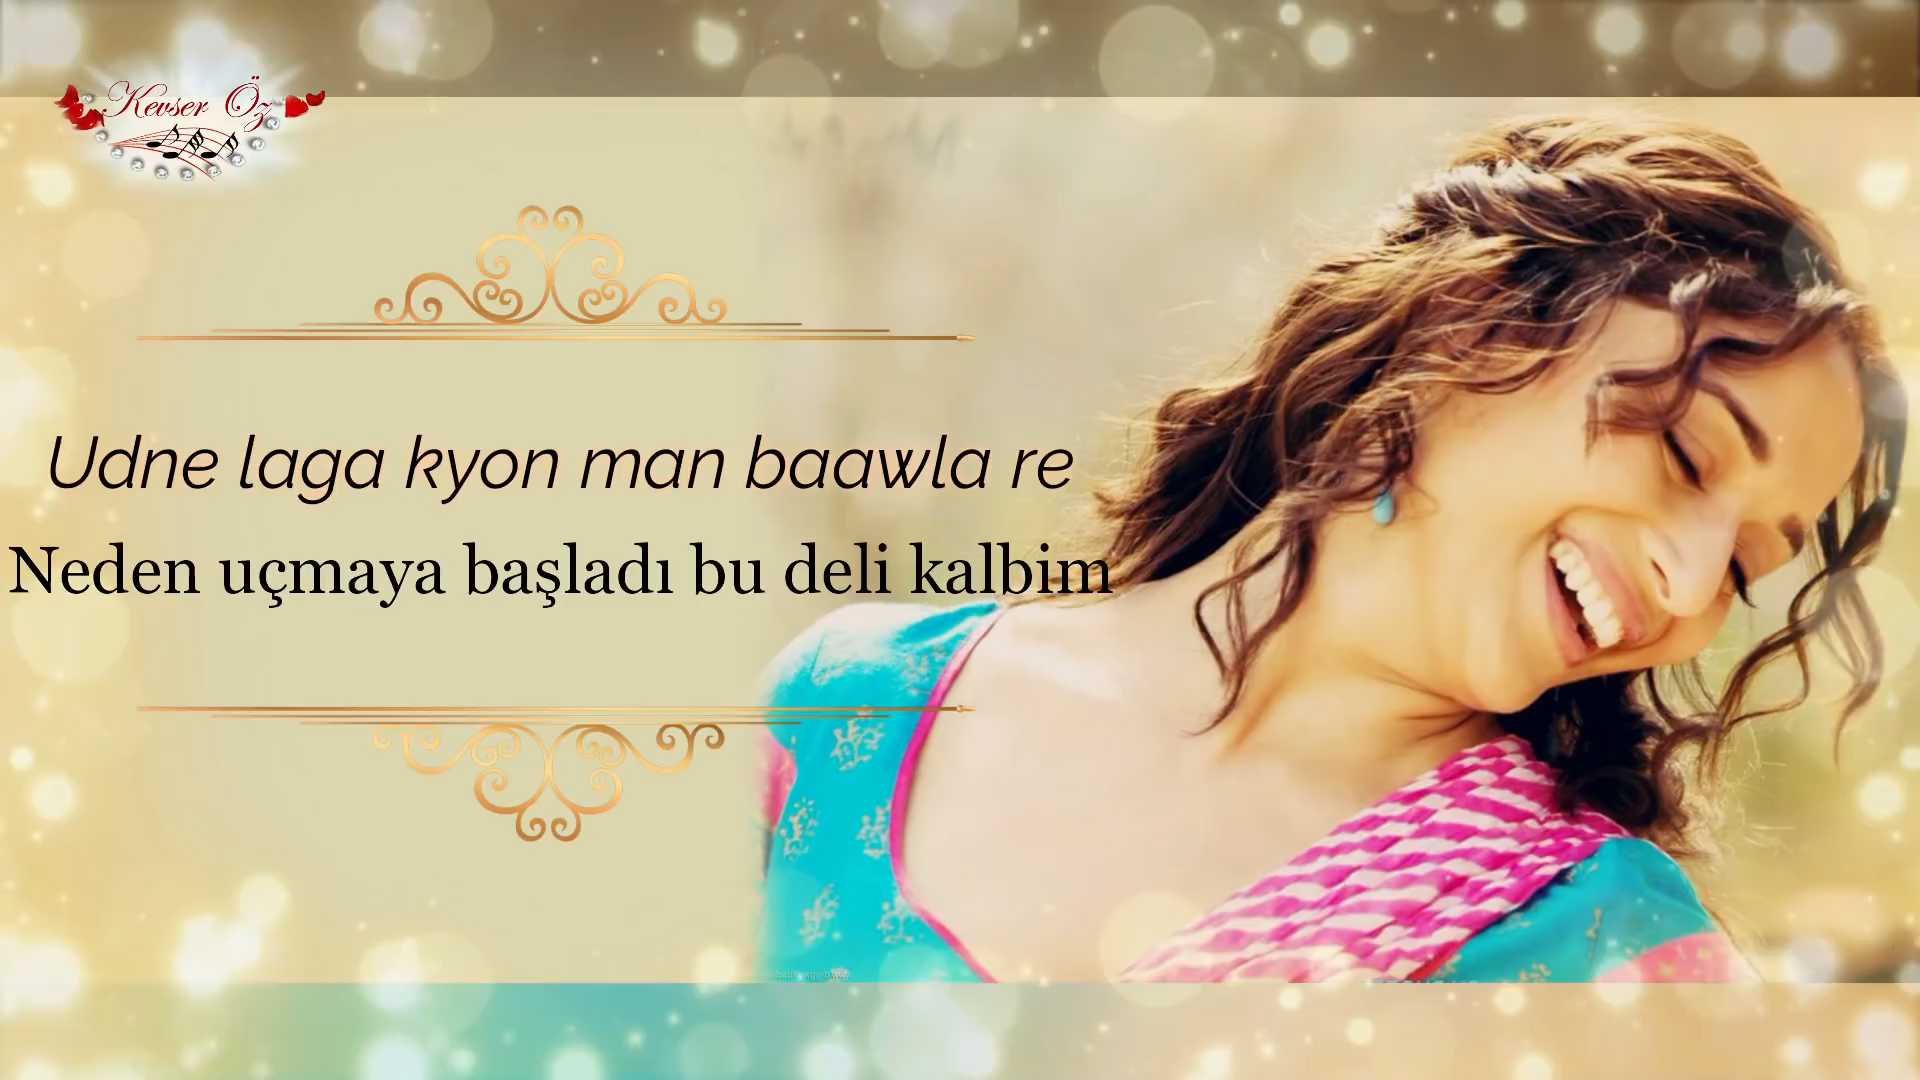 Kevser Öz
Udne laga kyon man baawla re
Neden uçmaya başladı bu deli kalbim